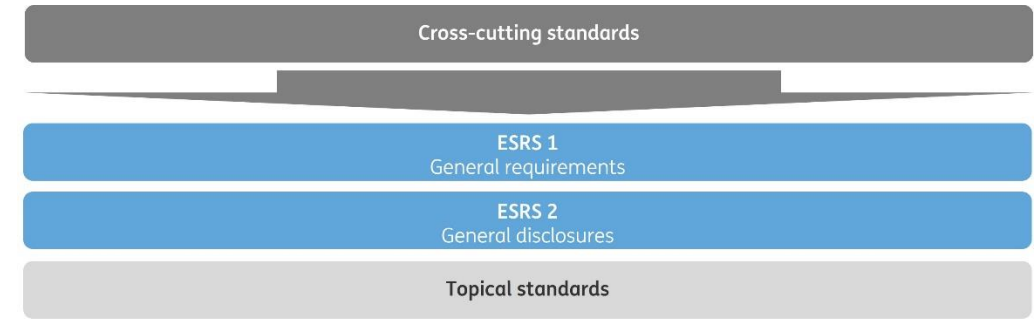 Cross-cutting standards
ESRS 1
General requirements
ESRS 2
General disclosures
Topical standards